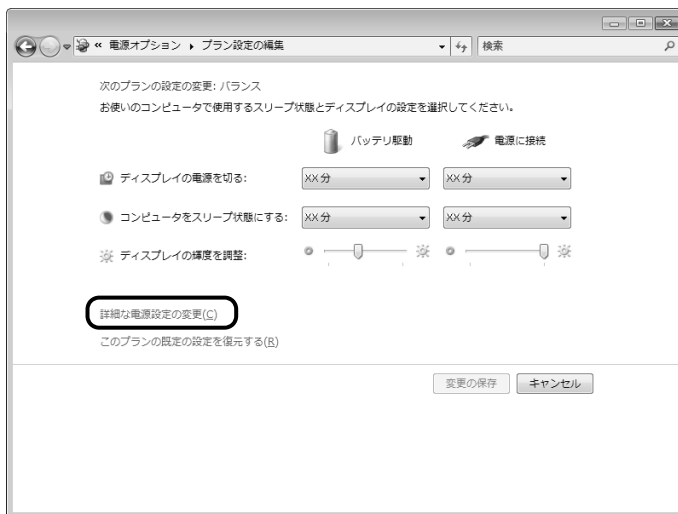 « 電源オプション ▸ プラン設定の編集
検索
次のプランの設定の変更: バランス
お使いのコンピュータで使用するスリープ状態とディスプレイの設定を選択してください。
バッテリ駆動 電源に接続
ディスプレイの電源を切る: XX分 XX分
コンピュータをスリープ状態にする: XX分 XX分
ディスプレイの輝度を調整:
詳細な電源設定の変更(C)
このプランの既定の設定を復元する(R)
変更の保存 キャンセル